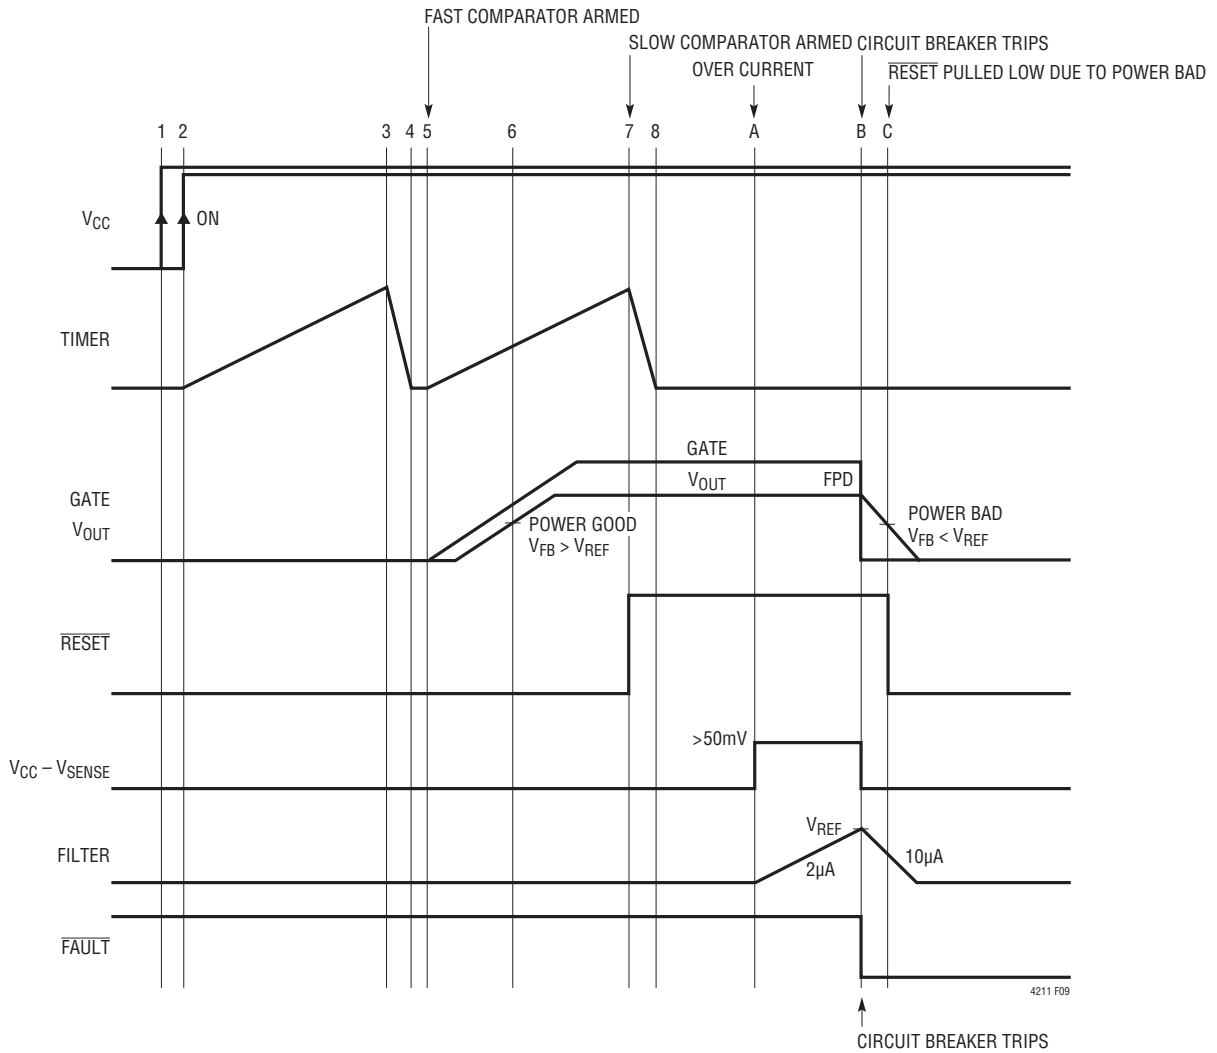 FAST COMPARATOR ARMED
SLOW COMPARATOR ARMED CIRCUIT BREAKER TRIPS
OVER CURRENT
RESET PULLED LOW DUE TO POWER BAD
1 2 3 4 5 6 7 8 A B C
VCC
ON
TIMER
GATE
VOUT
FPD
GATE
VOUT
POWER GOOD
VFB > VREF
POWER BAD
VFB < VREF
RESET
>50mV
VCC – VSENSE
VREF
FILTER
2µA
10µA
FAULT
4211 F09
CIRCUIT BREAKER TRIPS